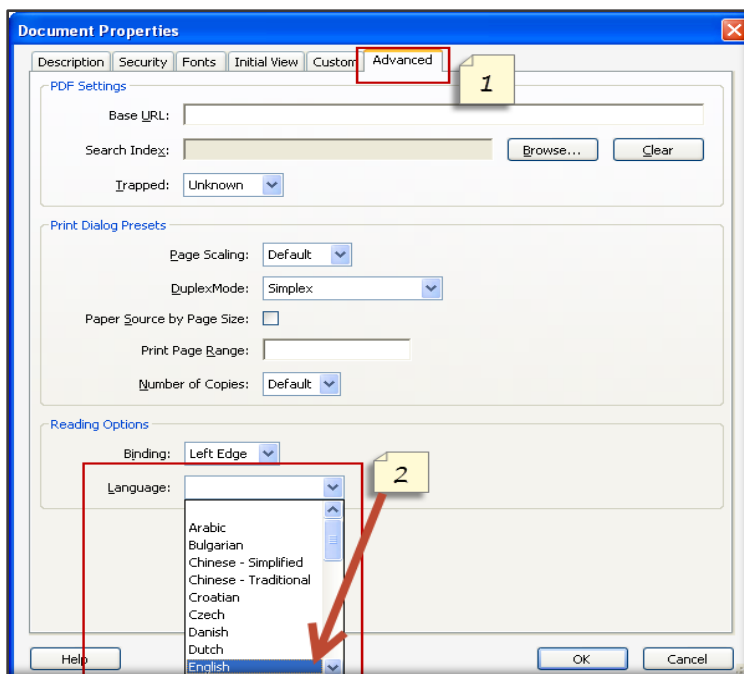 Document Properties
Description Security Fonts Initial View Custom Advanced
1
PDF Settings
Base URL:
Search Index: Browse... Clear
Trapped: Unknown
Print Dialog Presets
Page Scaling: Default
DuplexMode: Simplex
Paper Source by Page Size:
Print Page Range:
Number of Copies: Default
Reading Options
Binding: Left Edge
2
Language:
Arabic
Bulgarian
Chinese - Simplified
Chinese - Traditional
Croatian
Czech
Danish
Dutch
English
Help OK Cancel